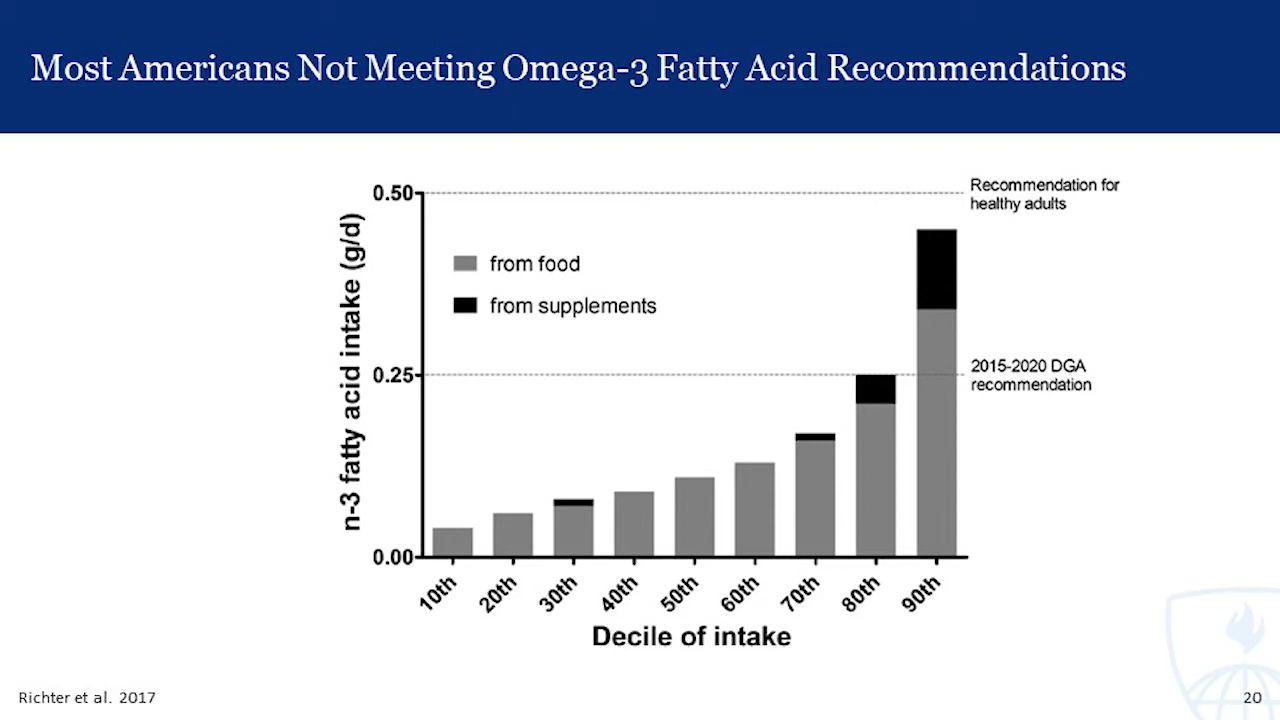 Most Americans Not Meeting Omega-3 Fatty Acid Recommendations
0.50
Recommendation for
healthy adults
from food
from supplements
n-3 fatty acid intake (g/d)
0.25
2015-2020 DGA
recommendation
0.00
10th
20th
30th
40th
50th
60th
70th
80th
90th
Decile of intake
Richter et al. 2017
20